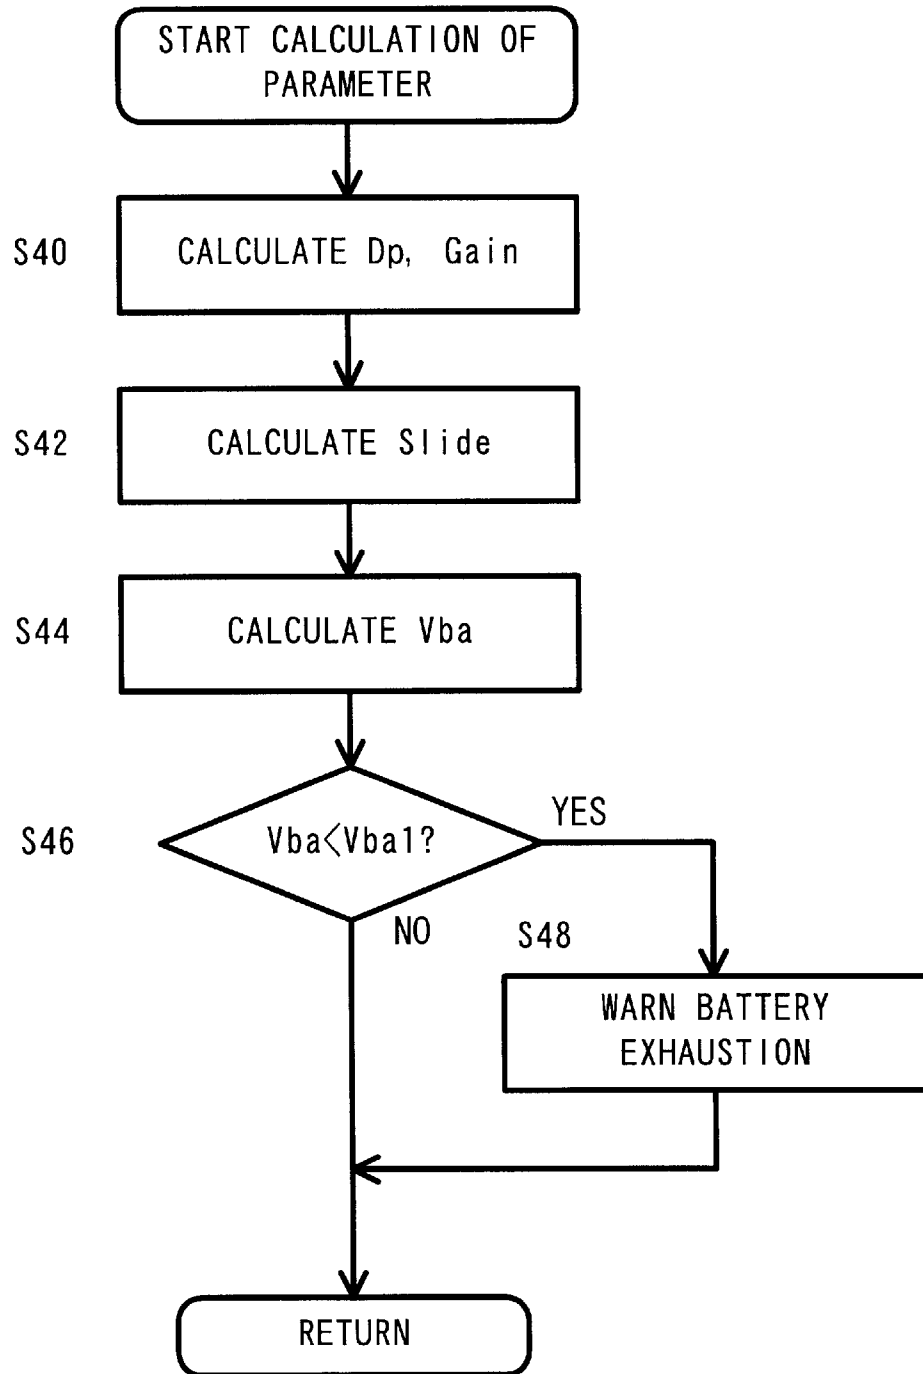 START CALCULATION OF
PARAMETER
S40
CALCULATE Dp, Gain
S42
CALCULATE Slide
S44
CALCULATE Vba
S46
Vba<Vba1?
YES
NO
S48
WARN BATTERY
EXHAUSTION
RETURN